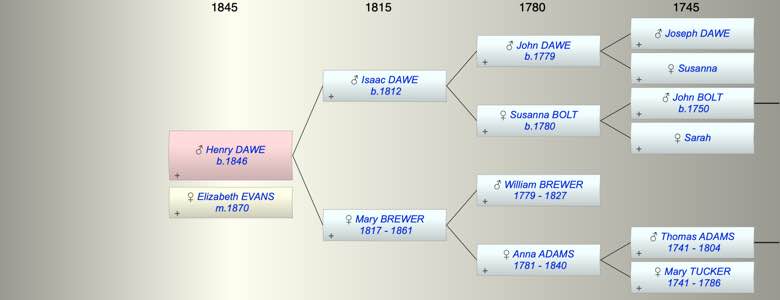 1845 1815 1780 1745
♂ Henry DAWE
b.1846
+
♀ Elizabeth EVANS
m.1870
+
♂ Isaac DAWE
b.1812
+
♀ Mary BREWER
1817 - 1861
+
♂ John DAWE
b.1779
+
♀ Susanna BOLT
b.1780
+
♂ William BREWER
1779 - 1827
+
♀ Anna ADAMS
1781 - 1840
+
♂ Joseph DAWE
+
♀ Susanna
+
♂ John BOLT
b.1750
+
♀ Sarah
+
♂ Thomas ADAMS
1741 - 1804
+
♀ Mary TUCKER
1741 - 1786
+